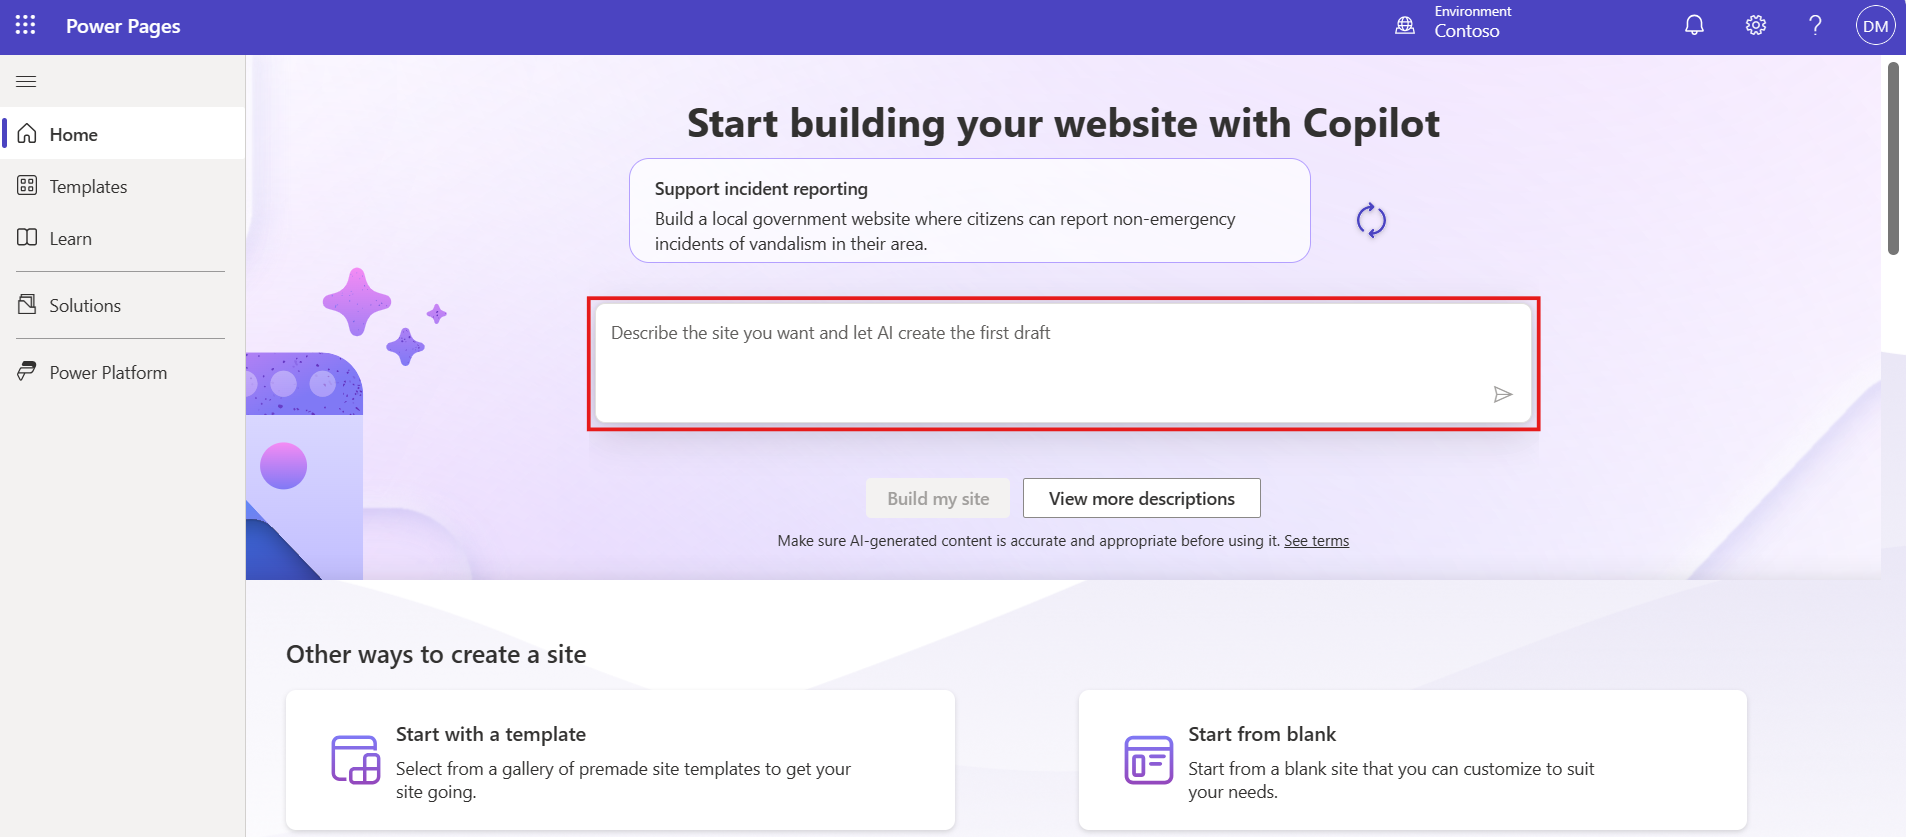 Power Pages
Environment
Contoso
DM
Home
Templates
Learn
Solutions
Power Platform
Start building your website with Copilot
Support incident reporting
Build a local government website where citizens can report non-emergency
incidents of vandalism in their area.
Describe the site you want and let AI create the first draft
Build my site
View more descriptions
Make sure AI-generated content is accurate and appropriate before using it. See terms
Other ways to create a site
Start with a template
Select from a gallery of premade site templates to get your
site going.
Start from blank
Start from a blank site that you can customize to suit
your needs.